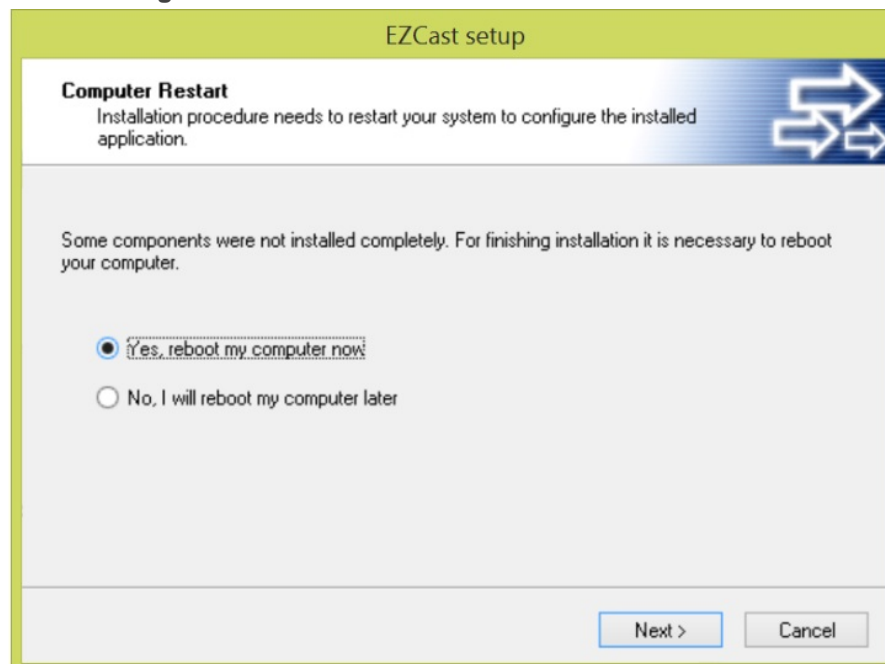 EZCast setup
Computer Restart
Installation procedure needs to restart your system to configure the installed
application.
Some components were not installed completely. For finishing installation it is necessary to reboot
your computer.
Yes, reboot my computer now
No, I will reboot my computer later
Next >
Cancel